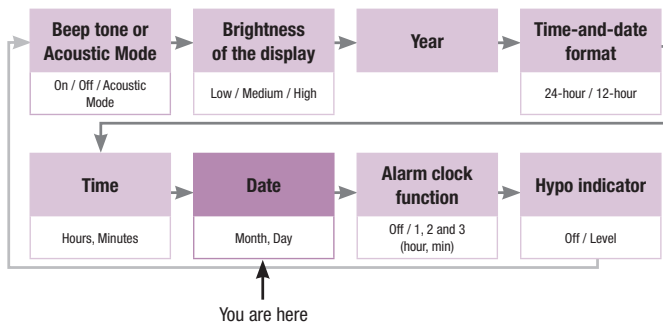 Beep tone or
Acoustic Mode
On / Off / Acoustic
Mode
Brightness
of the display
Low / Medium / High
Year
Time-and-date
format
24-hour / 12-hour
Time
Hours, Minutes
Date
Month, Day
Alarm clock
function
Off / 1, 2 and 3
(hour, min)
Hypo indicator
Off / Level
You are here